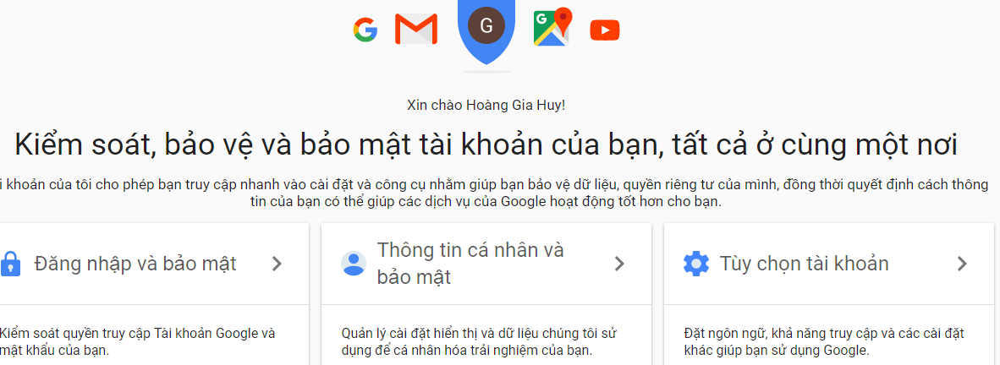 G
G
G
Xin chào Hoàng Gia Huy!
Kiểm soát, bảo vệ và bảo mật tài khoản của bạn, tất cả ở cùng một nơi
i khoản của tôi cho phép bạn truy cập nhanh vào cài đặt và công cụ nhằm giúp bạn bảo vệ dữ liệu, quyền riêng tư của mình, đồng thời quyết định cách thông
tin của bạn có thể giúp các dịch vụ của Google hoạt động tốt hơn cho bạn.
Đăng nhập và bảo mật
Kiểm soát quyền truy cập Tài khoản Google và
mật khẩu của bạn.
Thông tin cá nhân và
bảo mật
Quản lý cài đặt hiển thị và dữ liệu chúng tôi sử
dụng để cá nhân hóa trải nghiệm của bạn.
Tùy chọn tài khoản
Đặt ngôn ngữ, khả năng truy cập và các cài đặt
khác giúp bạn sử dụng Google.